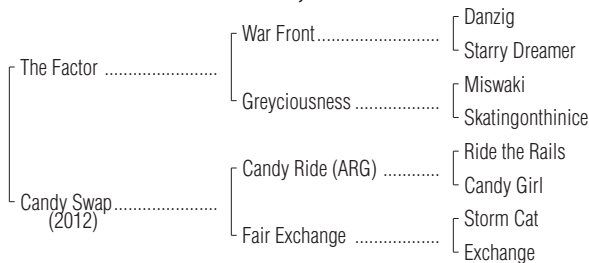 Danzig
War Front....................
Starry Dreamer
The Factor ......................
Miswaki
Greyciousness ................
Skatingonthinice
Ride the Rails
Candy Ride (ARG) ...........
Candy Girl
Candy Swap....................
(2012)
Storm Cat
Fair Exchange ................
Exchange